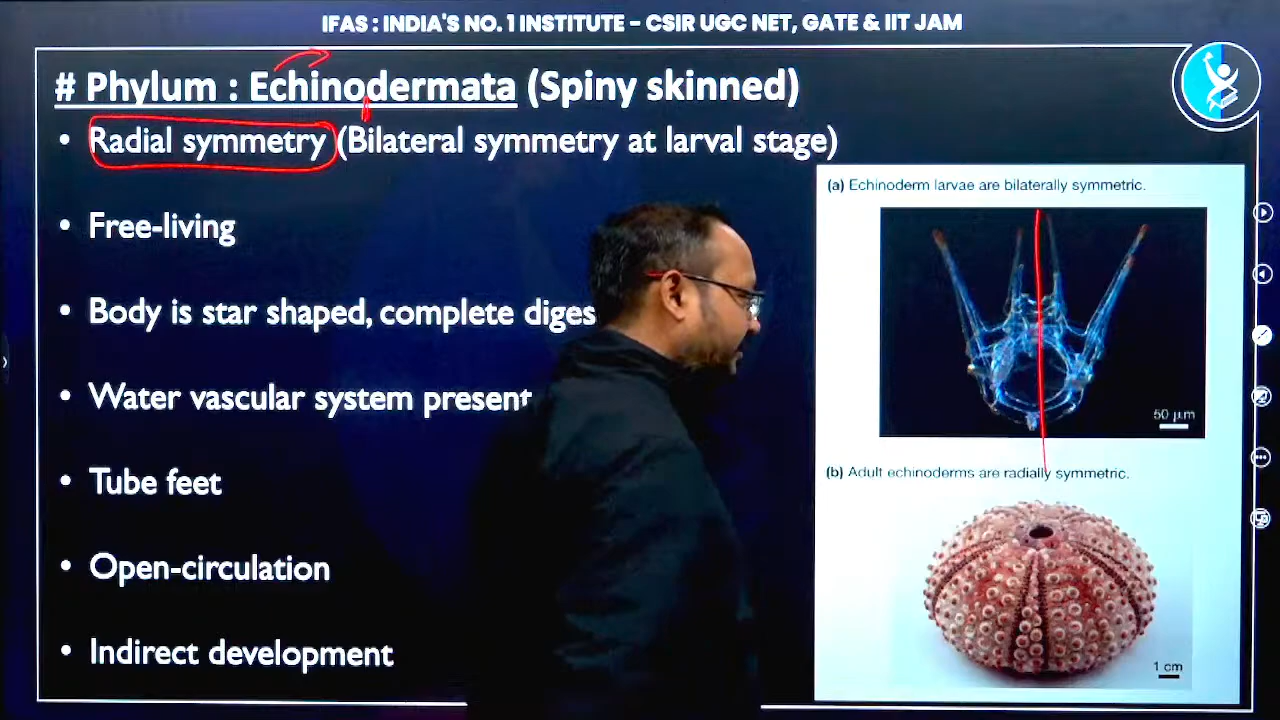 IFAS : INDIA'S NO. 1 INSTITUTE – CSIR UGC NET, GATE & IIT JAM
# Phylum : Echinodermata (Spiny skinned)
• Radial symmetry (Bilateral symmetry at larval stage)
• Free-living
• Body is star shaped, complete diges
• Water vascular system present
• Tube feet
• Open-circulation
• Indirect development
(a) Echinoderm larvae are bilaterally symmetric.
50 μm
(b) Adult echinoderms are radially symmetric.
1 cm